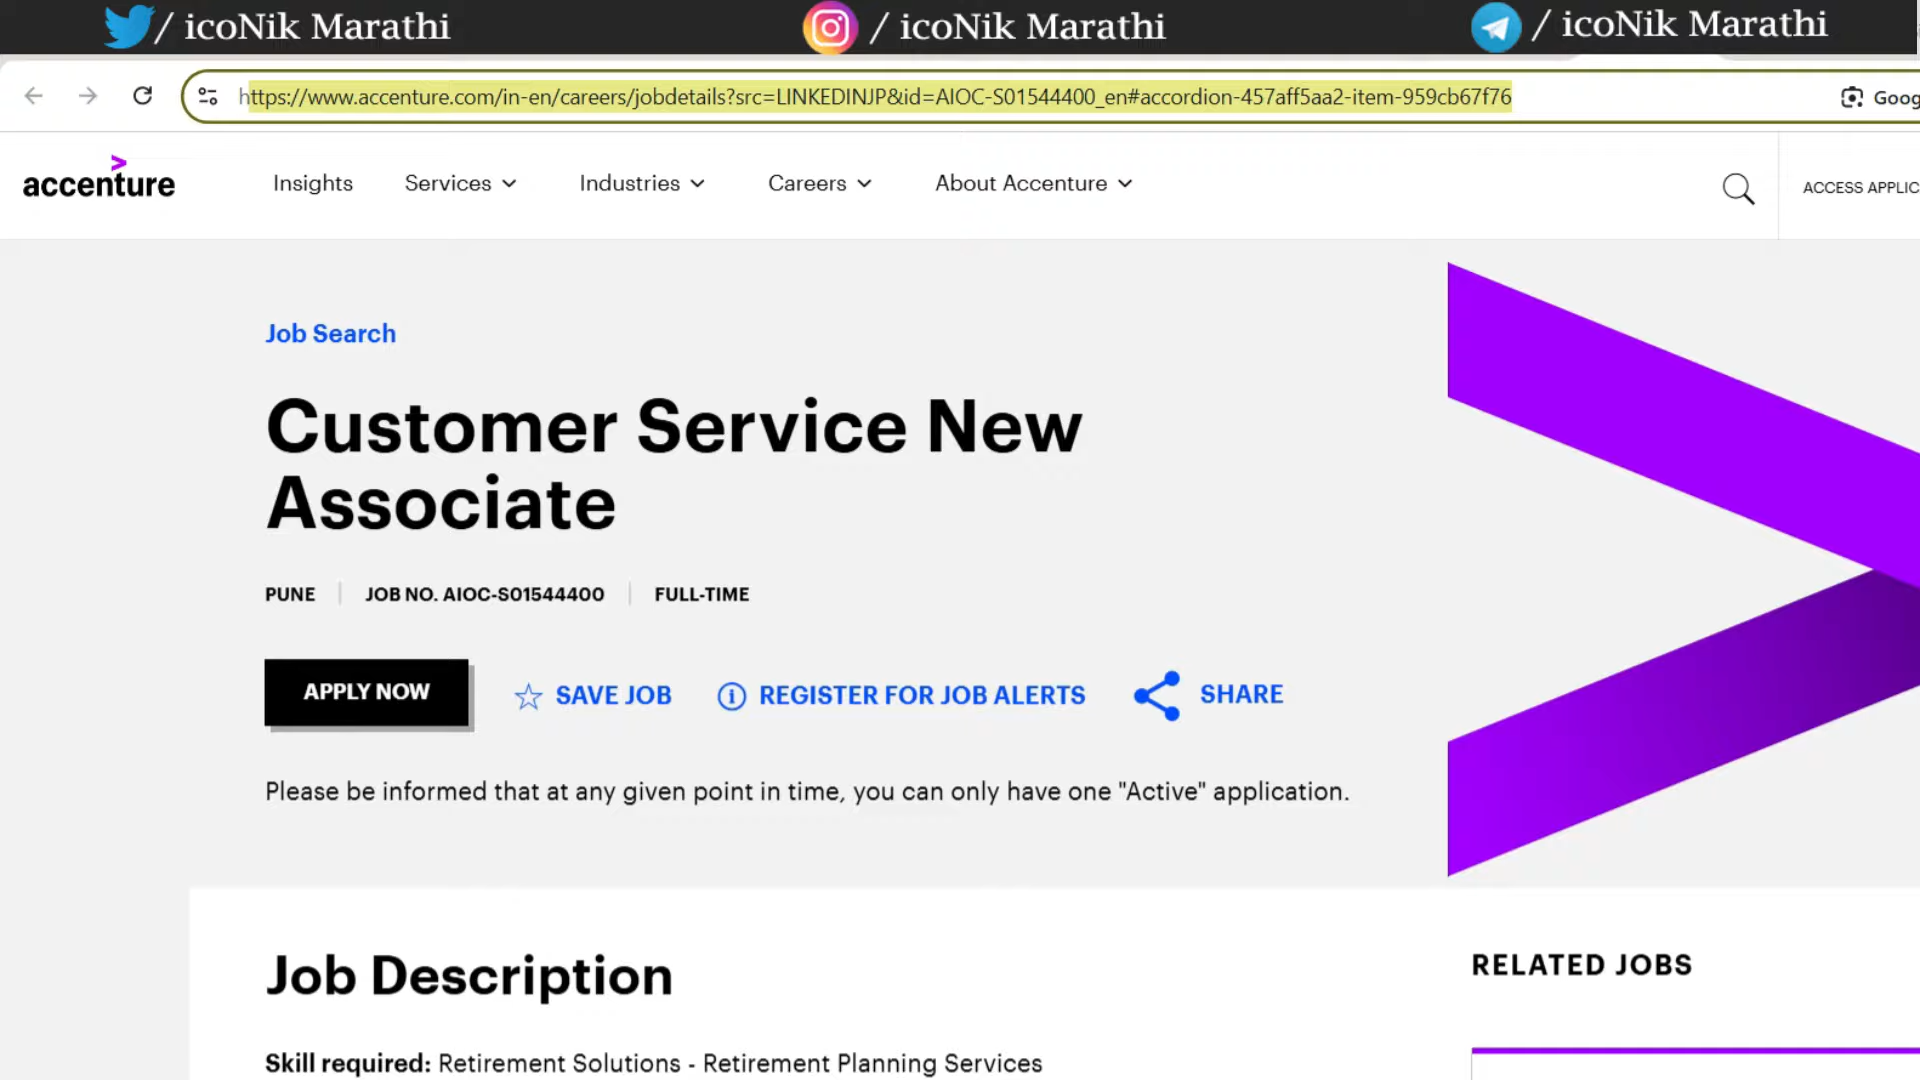 / icoNik Marathi
/ icoNik Marathi
/ icoNik Marathi
https://www.accenture.com/in-en/careers/jobdetails?src=LINKEDINJP&id=AIOC-S01544400_en#accordion-457aff5aa2-item-959cb67f76
Goog
accenture
Insights
Services
Industries
Careers
About Accenture
ACCESS APPLIC
Job Search
Customer Service New
Associate
PUNE
JOB NO. AIOC-S01544400
FULL-TIME
APPLY NOW
SAVE JOB
REGISTER FOR JOB ALERTS
SHARE
Please be informed that at any given point in time, you can only have one "Active" application.
Job Description
RELATED JOBS
Skill required: Retirement Solutions - Retirement Planning Services